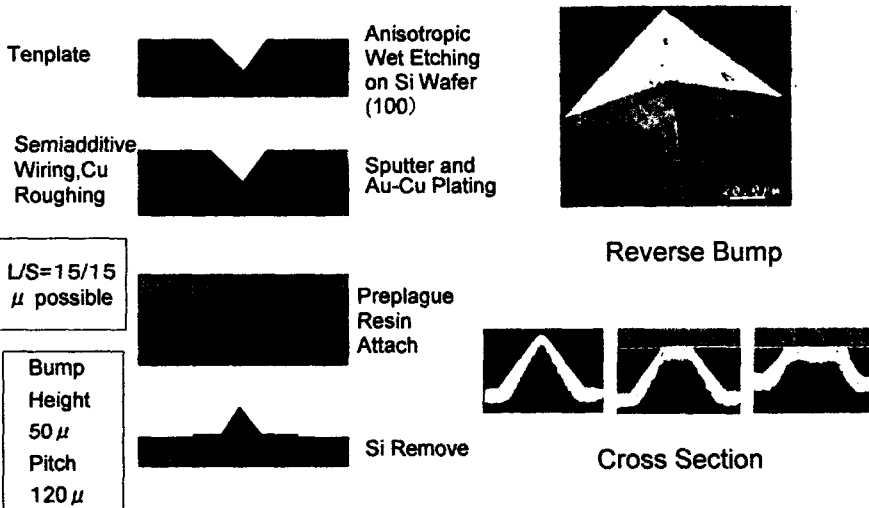 Tenplate
Anisotropic
Wet Etching
on Si Wafer
(100)
Semiadditive
Wiring,Cu
Roughing
Sputter and
Au-Cu Plating
Reverse Bump
L/S=15/15
μ possible
Preplague
Resin
Attach
Bump
Height
50μ
Pitch
120μ
Si Remove
Cross Section